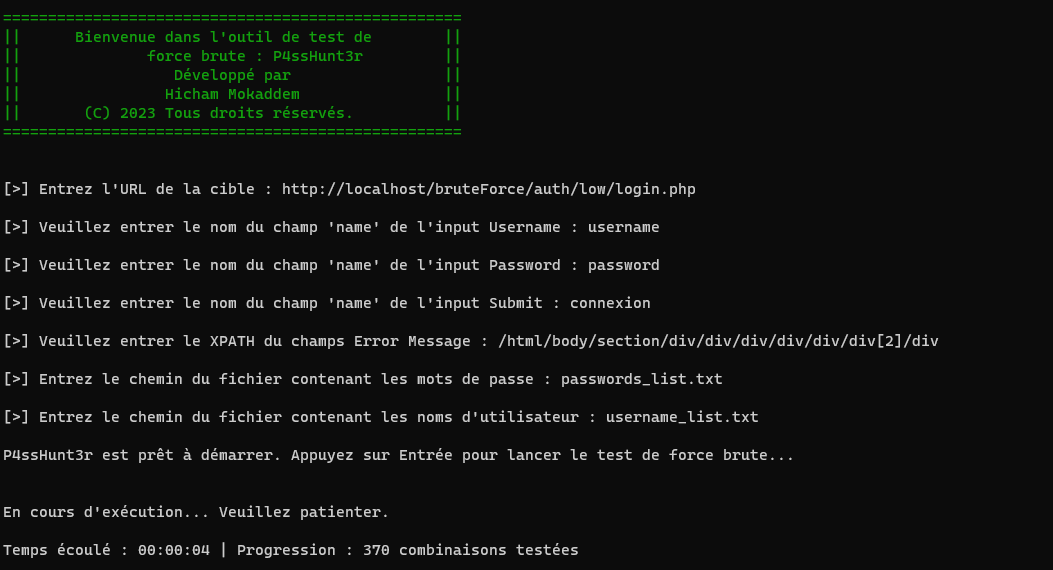 ===================================================
||      Bienvenue dans l'outil de test de        ||
||              force brute : P4ssHunt3r         ||
||                 Développé par                 ||
||                Hicham Mokaddem                ||
||       (C) 2023 Tous droits réservés.          ||
===================================================
[>] Entrez l'URL de la cible : http://localhost/bruteForce/auth/low/login.php
[>] Veuillez entrer le nom du champ 'name' de l'input Username : username
[>] Veuillez entrer le nom du champ 'name' de l'input Password : password
[>] Veuillez entrer le nom du champ 'name' de l'input Submit : connexion
[>] Veuillez entrer le XPATH du champs Error Message : /html/body/section/div/div/div/div/div/div[2]/div
[>] Entrez le chemin du fichier contenant les mots de passe : passwords_list.txt
[>] Entrez le chemin du fichier contenant les noms d'utilisateur : username_list.txt
P4ssHunt3r est prêt à démarrer. Appuyez sur Entrée pour lancer le test de force brute...
En cours d'exécution... Veuillez patienter.
Temps écoulé : 00:00:04 | Progression : 370 combinaisons testées